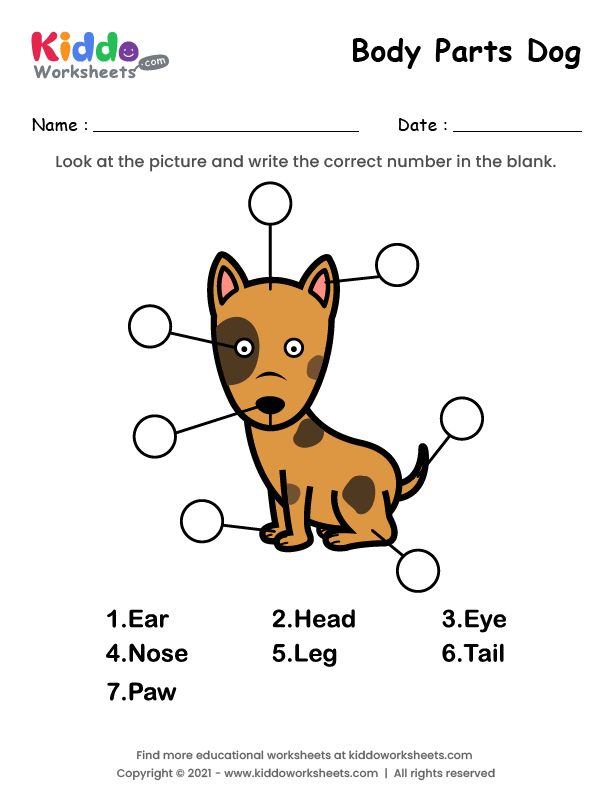 Kiddo
Worksheets.com
Body Parts Dog
Name : Date :
Look at the picture and write the correct number in the blank.
1.Ear 2.Head 3.Eye
4.Nose 5.Leg 6.Tail
7.Paw
Find more educational worksheets at kiddoworksheets.com
Copyright © 2021 - www.kiddoworksheets.com | All rights reserved